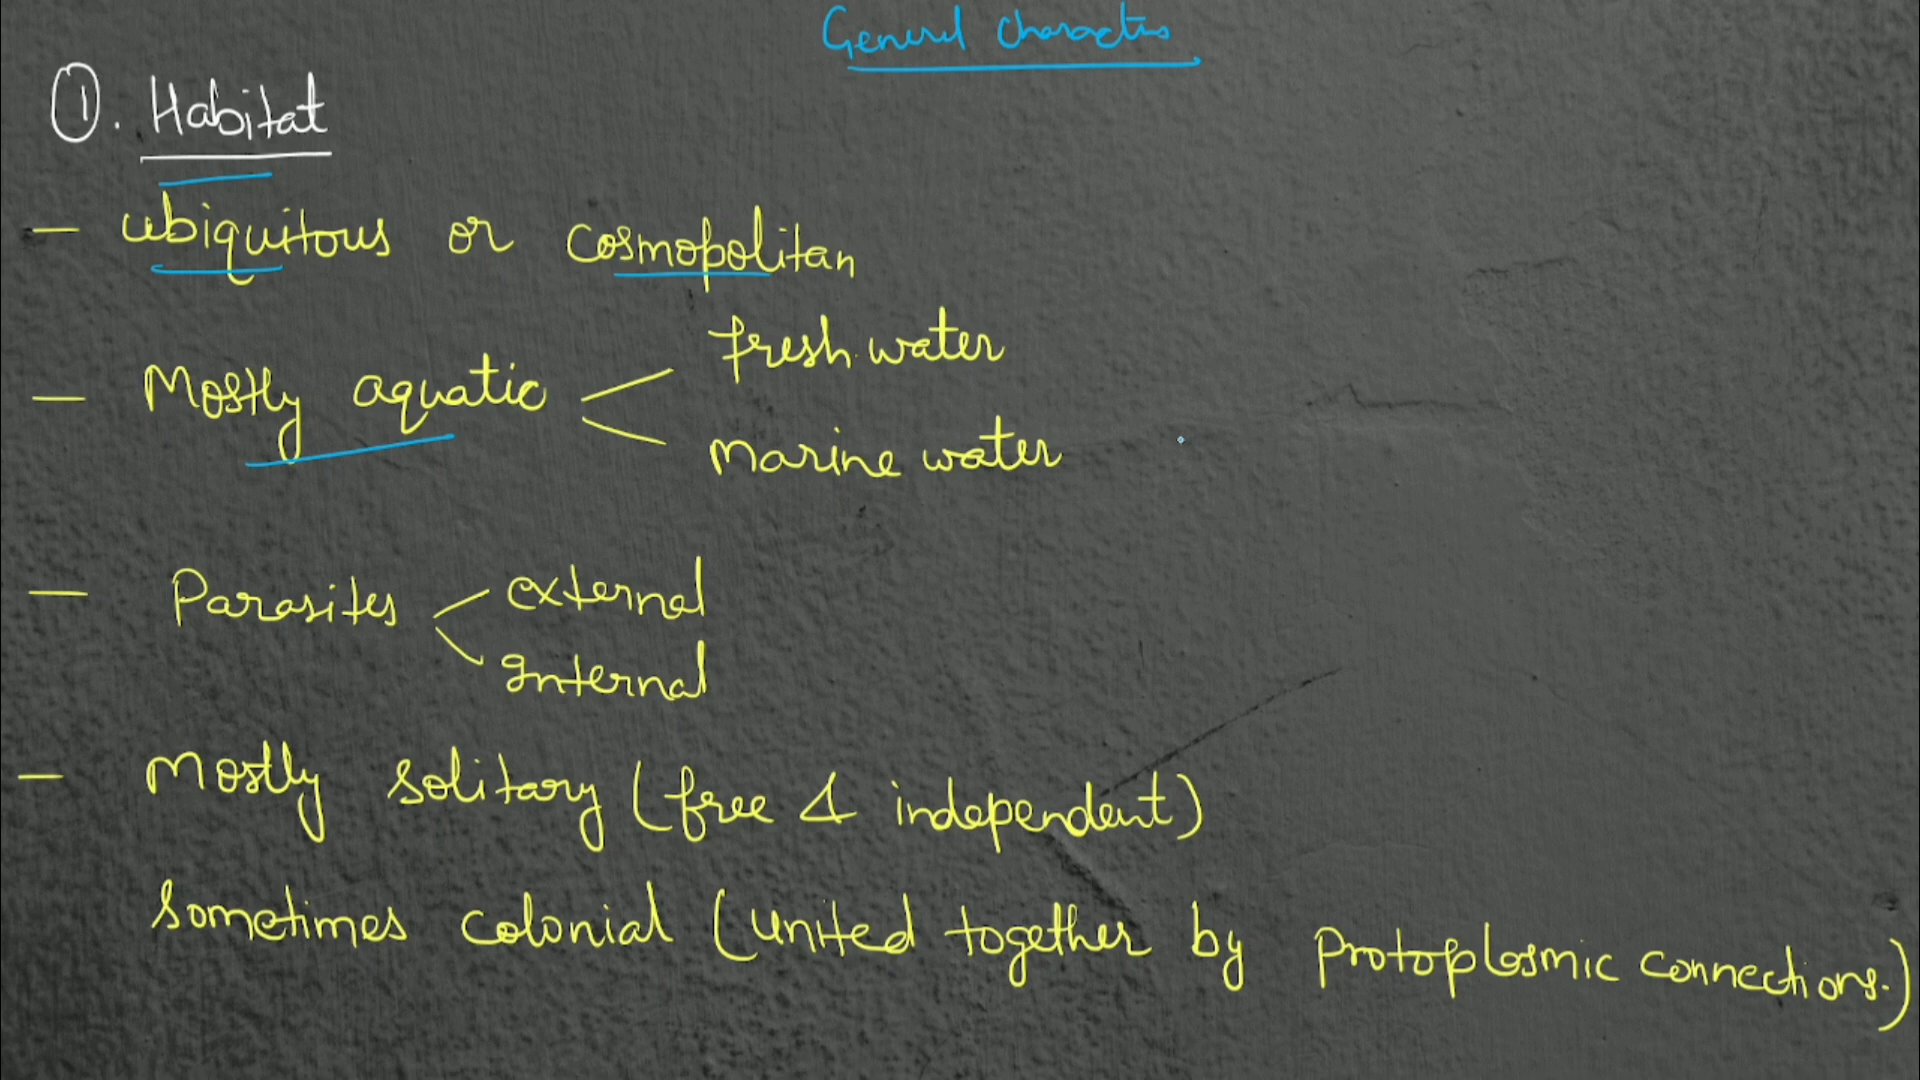 General characters
①. Habitat
– ubiquitous or cosmopolitan
– Mostly aquatic
fresh water
marine water
– Parasites
external
Internal
– mostly solitary (free & independent)
sometimes colonial (united together by protoplasmic connections.)